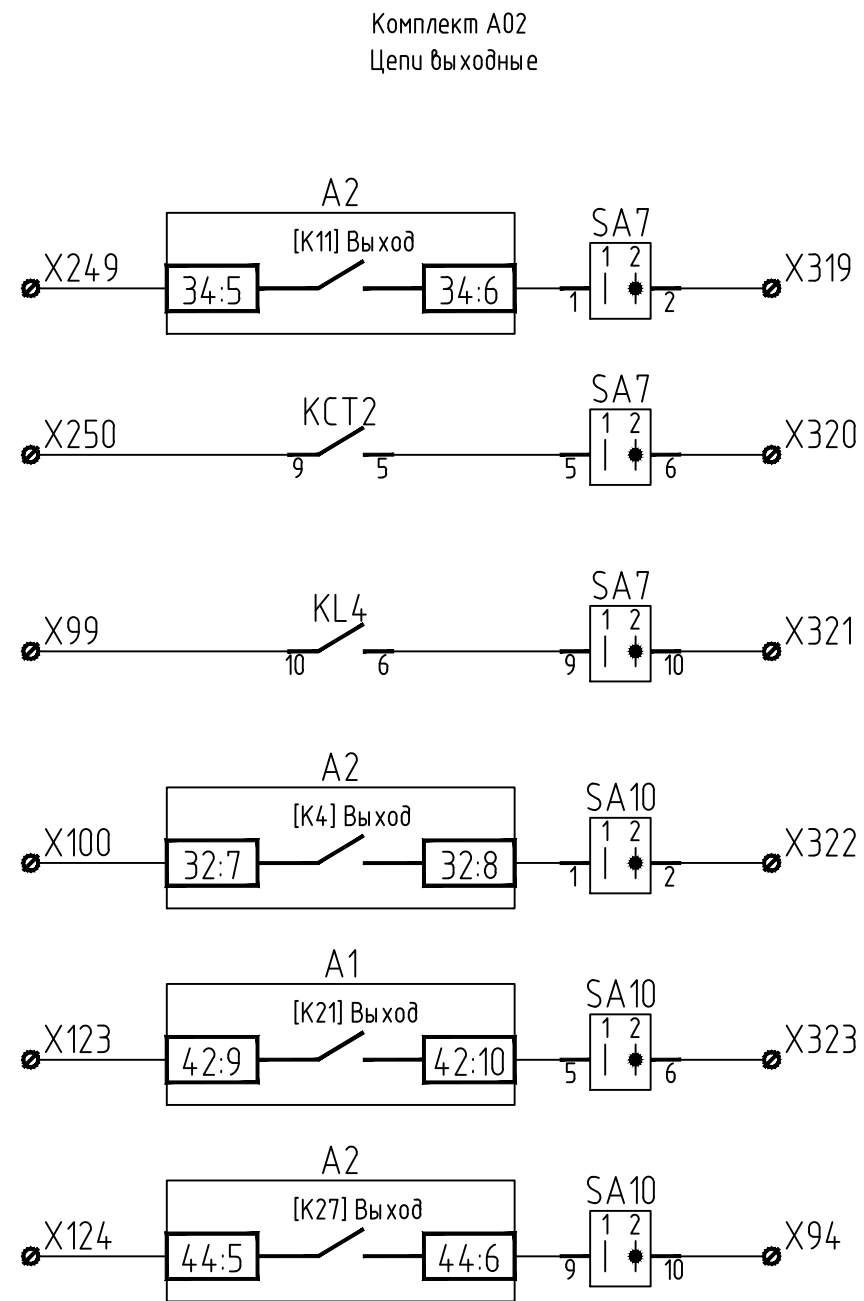 Комплект А02
Цепи выходные
A2
[K11] Выход
SA7
1 2
X249
34:5
34:6
1
2
X319
KCT2
SA7
1 2
X250
9
5
5
6
X320
KL4
SA7
1 2
X99
10
6
9
10
X321
A2
[K4] Выход
SA10
1 2
X100
32:7
32:8
1
2
X322
A1
[K21] Выход
SA10
1 2
X123
42:9
42:10
5
6
X323
A2
[K27] Выход
SA10
1 2
X124
44:5
44:6
9
10
X94